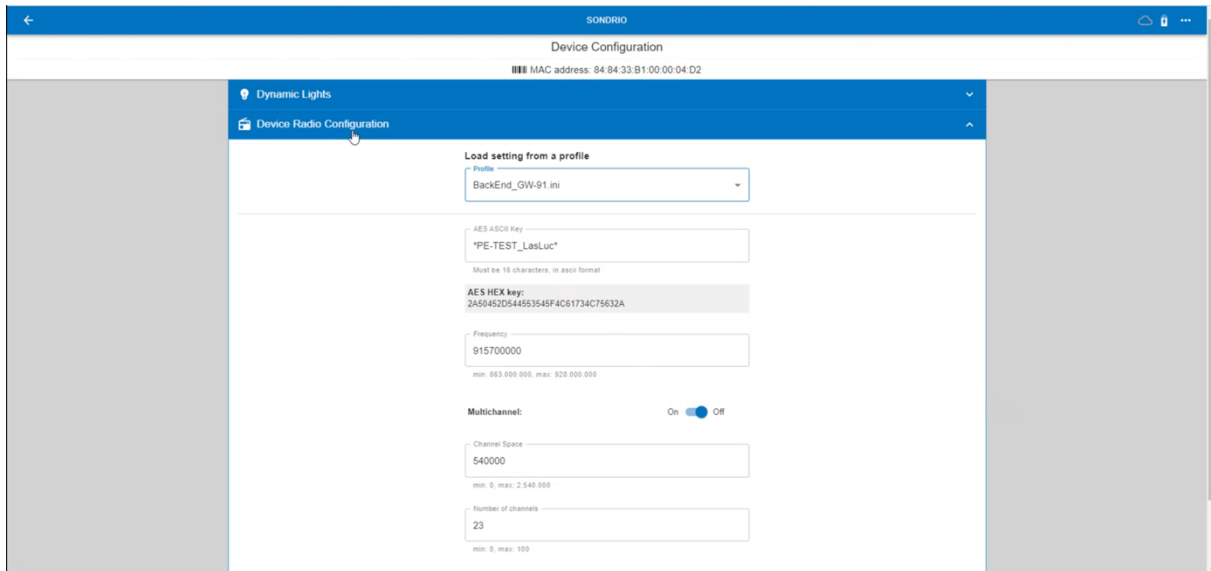 SONDRIO
Device Configuration
MAC address: 84:84:33:B1:00:00:04:D2
Dynamic Lights
Device Radio Configuration
Load setting from a profile
Profile
BackEnd_GW-91.ini
AES ASCII Key
*PE-TEST_LasLuc*
Must be 16 characters, in ascii format
AES HEX key:
2A50452D544553545F4C61734C75632A
Frequency
915700000
min: 863.000.000, max: 928.000.000
Multichannel: On Off
Channel Space
540000
min: 0, max: 2.540.000
Number of channels
23
min: 0, max: 100